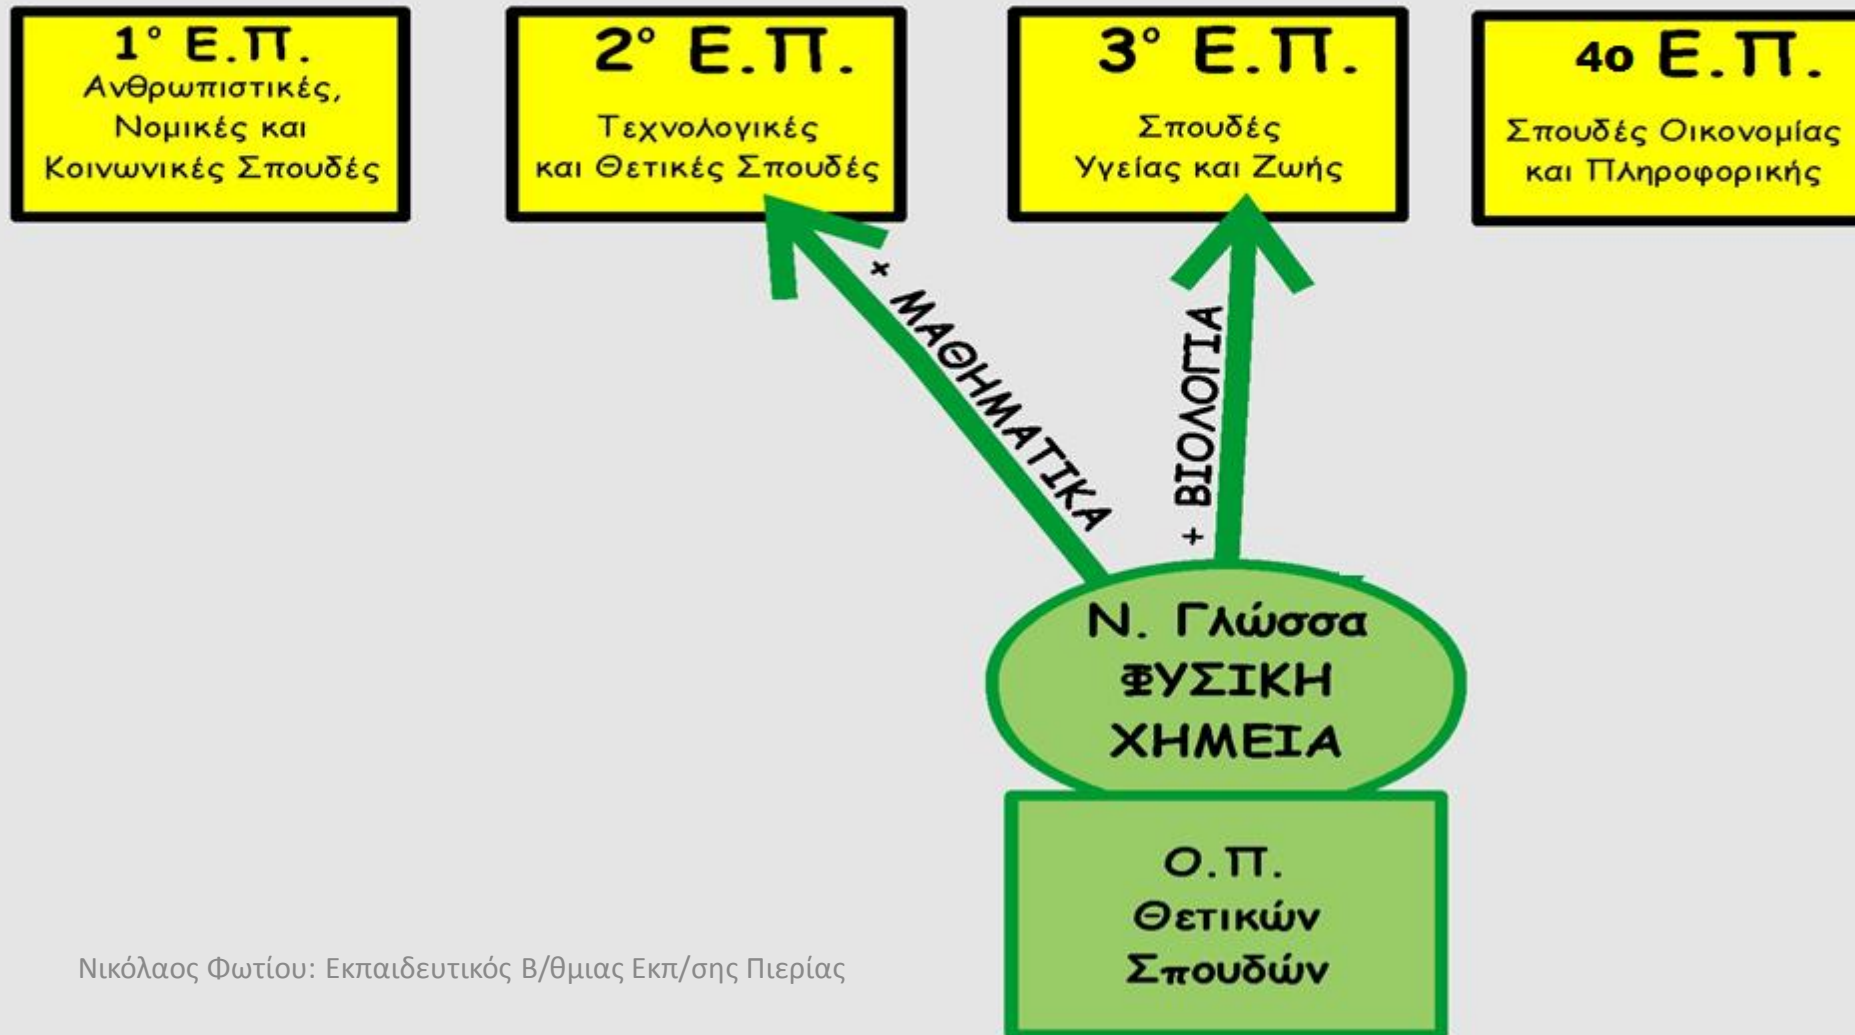 1° Ε.Π.
Ανθρωπιστικές,
Νομικές και
Κοινωνικές Σπουδές
2° Ε.Π.
Τεχνολογικές
και Θετικές Σπουδές
3° Ε.Π.
Σπουδές
Υγείας και Ζωής
4ο Ε.Π.
Σπουδές Οικονομίας
και Πληροφορικής
+ ΜΑΘΗΜΑΤΙΚΑ
+ ΒΙΟΛΟΓΙΑ
Ν. Γλώσσα
ΦΥΣΙΚΗ
ΧΗΜΕΙΑ
Ο.Π.
Θετικών
Σπουδών
Νικόλαος Φωτίου: Εκπαιδευτικός Β/θμιας Εκπ/σης Πιερίας